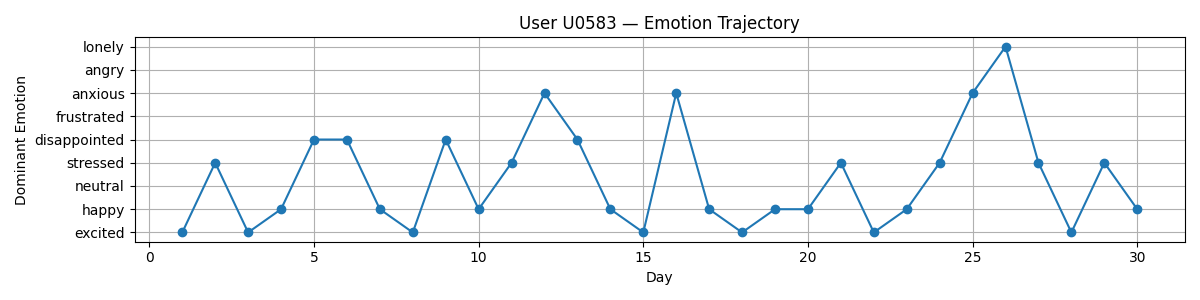 User U0583 — Emotion Trajectory
Dominant Emotion
lonely
angry
anxious
frustrated
disappointed
stressed
neutral
happy
excited
0 5 10 15 20 25 30
Day